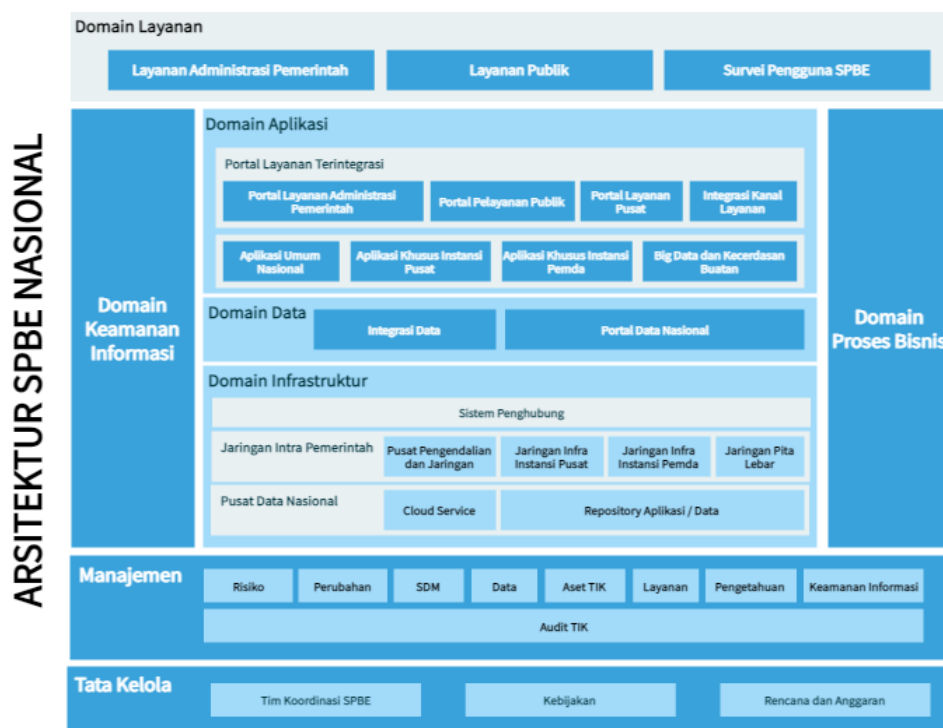 ARSITEKTUR SPBE NASIONAL
Domain Layanan
Layanan Administrasi Pemerintah
Layanan Publik
Survei Pengguna SPBE
Domain
Keamanan
Informasi
Domain Aplikasi
Portal Layanan Terintegrasi
Portal Layanan Administrasi
Pemerintah
Portal Pelayanan Publik
Portal Layanan
Pusat
Integrasi Kanal
Layanan
Aplikasi Umum
Nasional
Aplikasi Khusus Instansi
Pusat
Aplikasi Khusus Instansi
Pemda
Big Data dan Kecerdasan
Buatan
Domain Data
Integrasi Data
Portal Data Nasional
Domain Infrastruktur
Sistem Penghubung
Jaringan Intra Pemerintah
Pusat Pengendalian
dan Jaringan
Jaringan Infra
Instansi Pusat
Jaringan Infra
Instansi Pemda
Jaringan Pita
Lebar
Pusat Data Nasional
Cloud Service
Repository Aplikasi / Data
Domain
Proses Bisnis
Manajemen
Risiko
Perubahan
SDM
Data
Aset TIK
Layanan
Pengetahuan
Keamanan Informasi
Audit TIK
Tata Kelola
Tim Koordinasi SPBE
Kebijakan
Rencana dan Anggaran